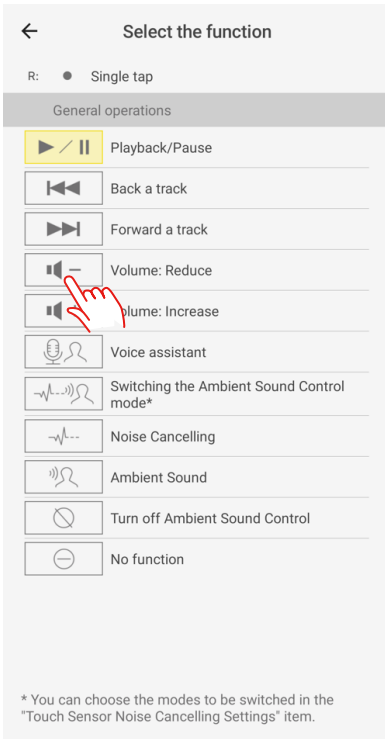 Select the function
R: ● Single tap
General operations
Playback/Pause
Back a track
Forward a track
Volume: Reduce
Volume: Increase
Voice assistant
Switching the Ambient Sound Control
mode*
Noise Cancelling
Ambient Sound
Turn off Ambient Sound Control
No function
* You can choose the modes to be switched in the
"Touch Sensor Noise Cancelling Settings" item.